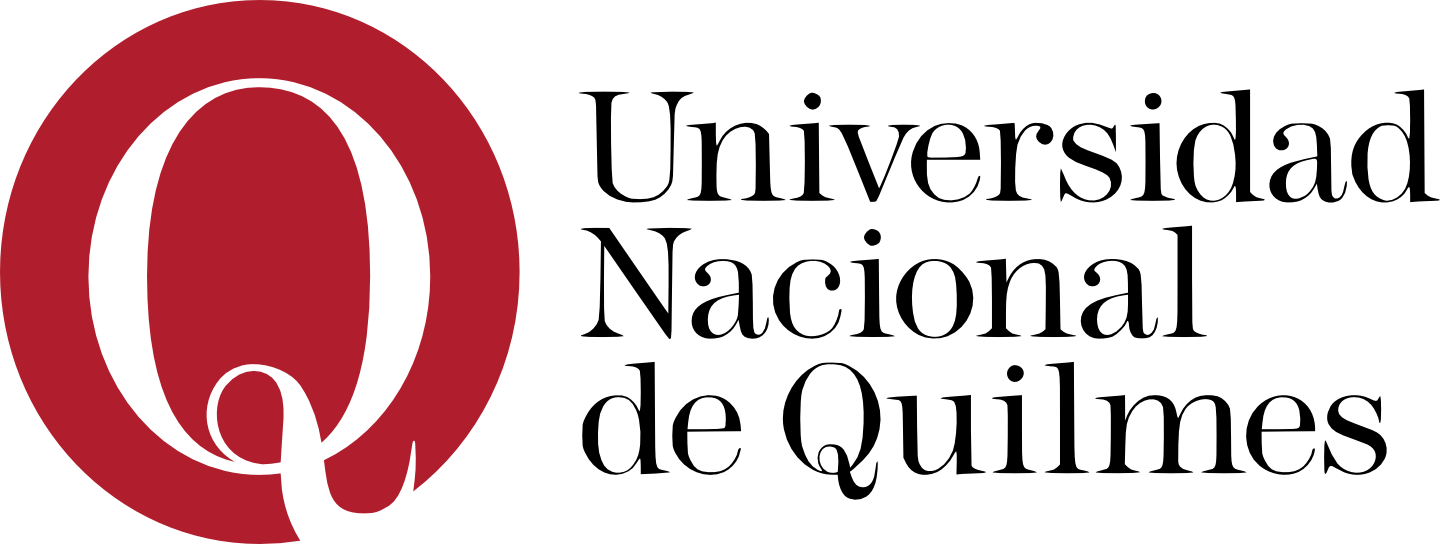 Q
Universidad
Nacional
de Quilmes